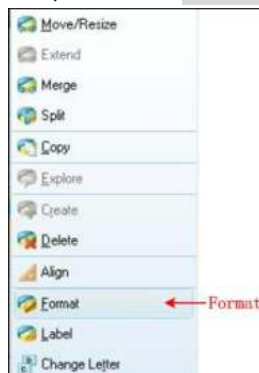 Move/Resize
Extend
Merge
Split
Copy
Explore
Create
Delete
Align
Format
Format
Label
Change Letter